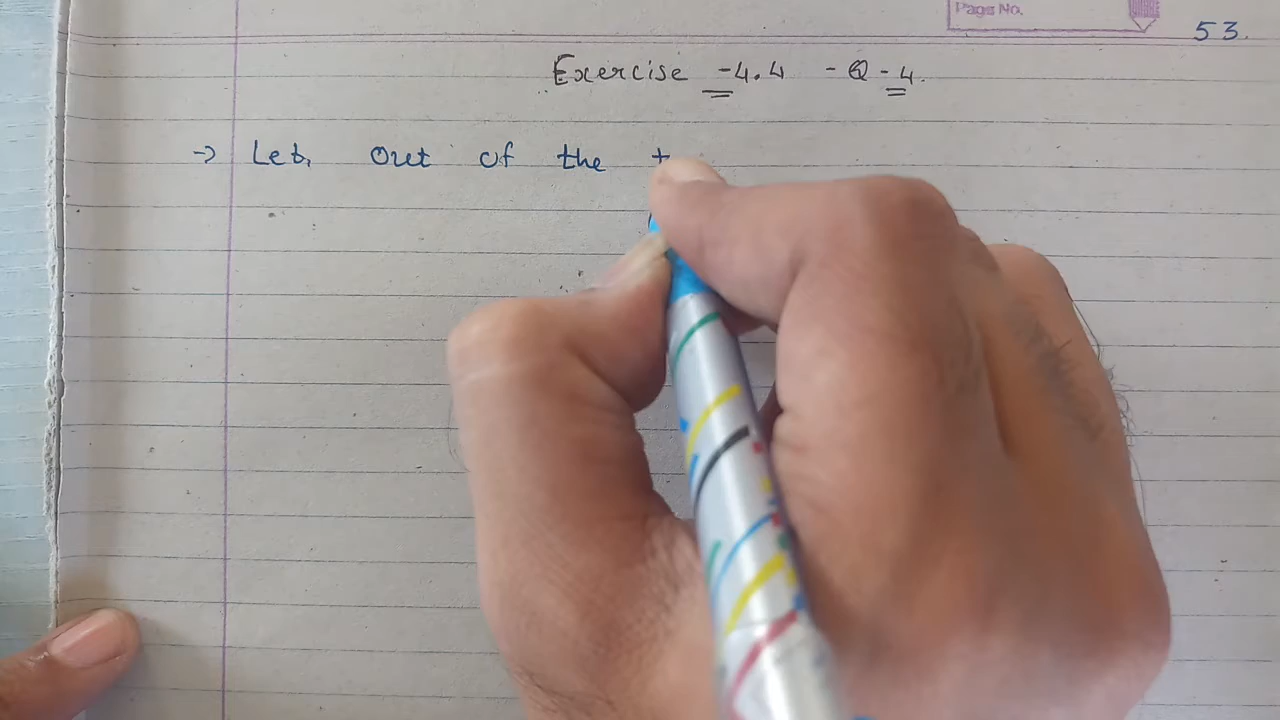 Page No.
53.
Exercise -4.4 - Q - 4.
→ Let, out of the